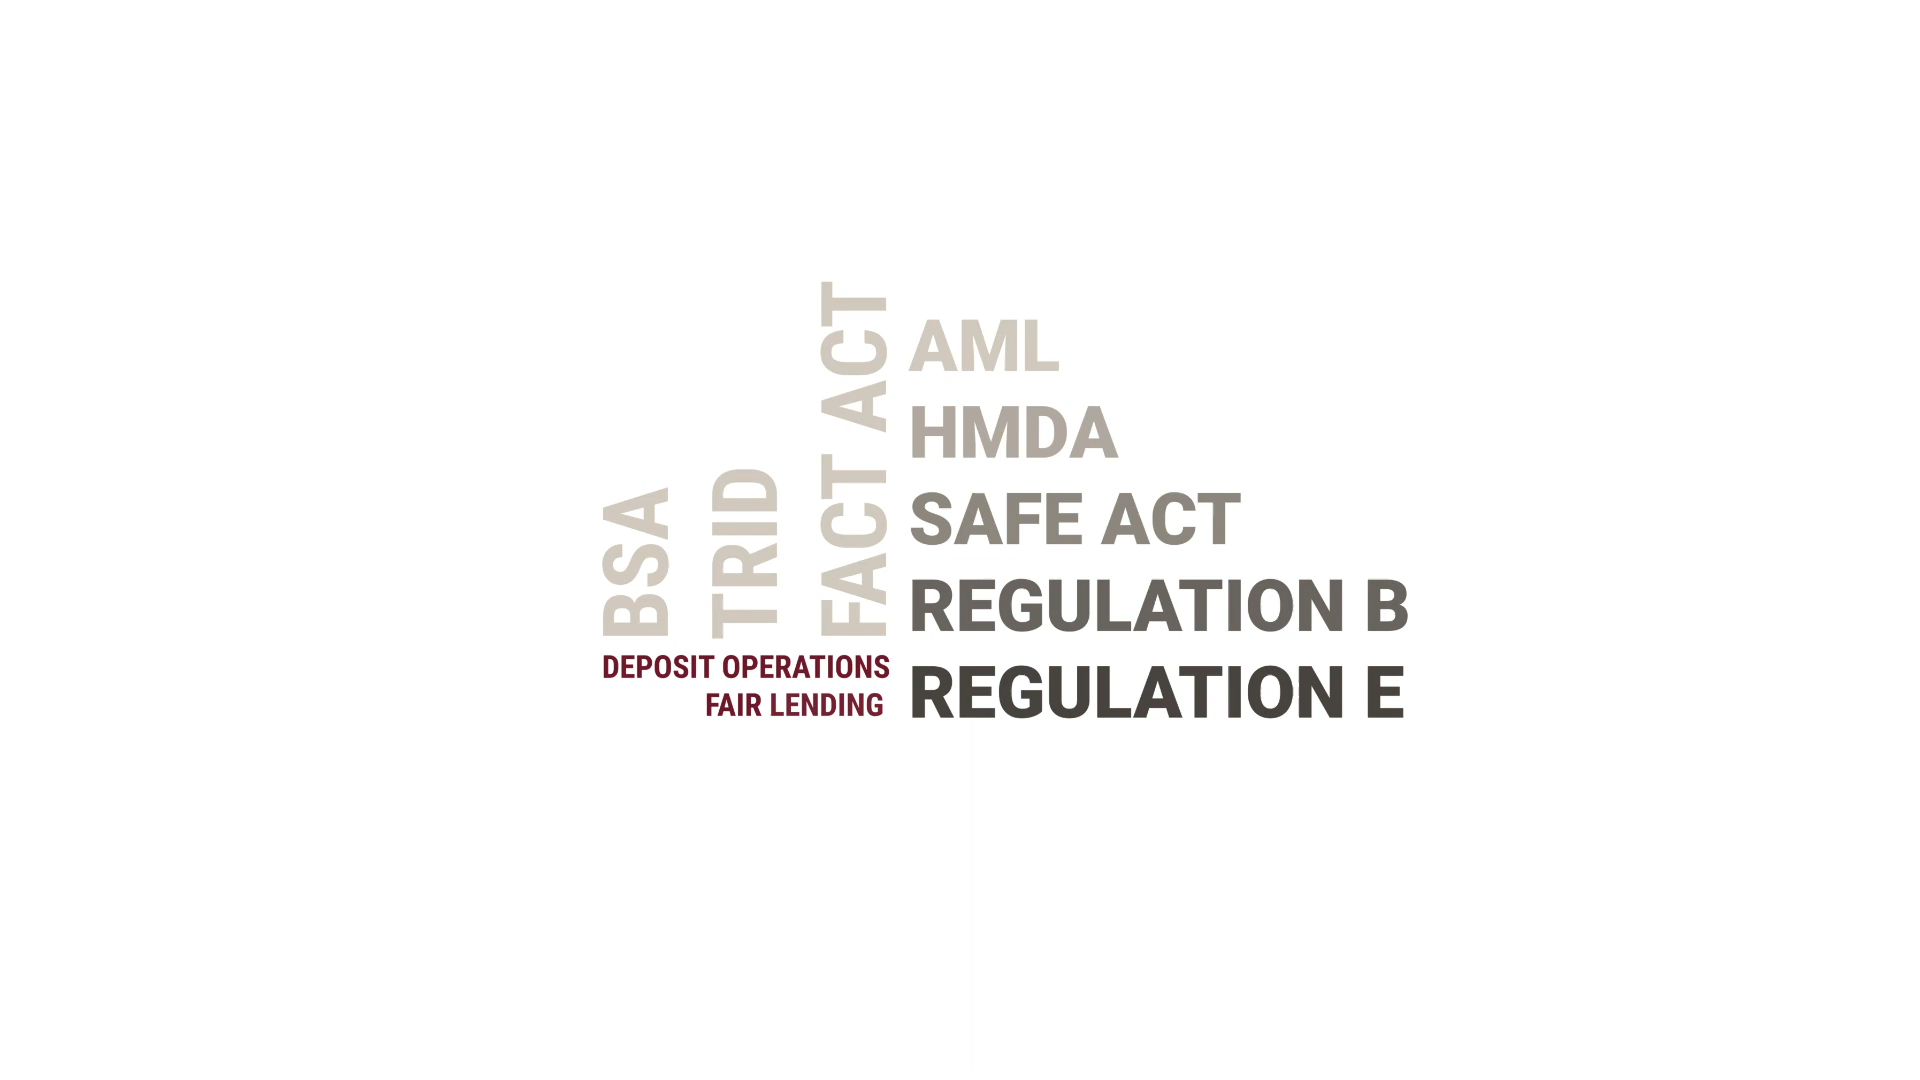 BSA
TRID
FACT ACT
DEPOSIT OPERATIONS
FAIR LENDING
AML
HMDA
SAFE ACT
REGULATION B
REGULATION E